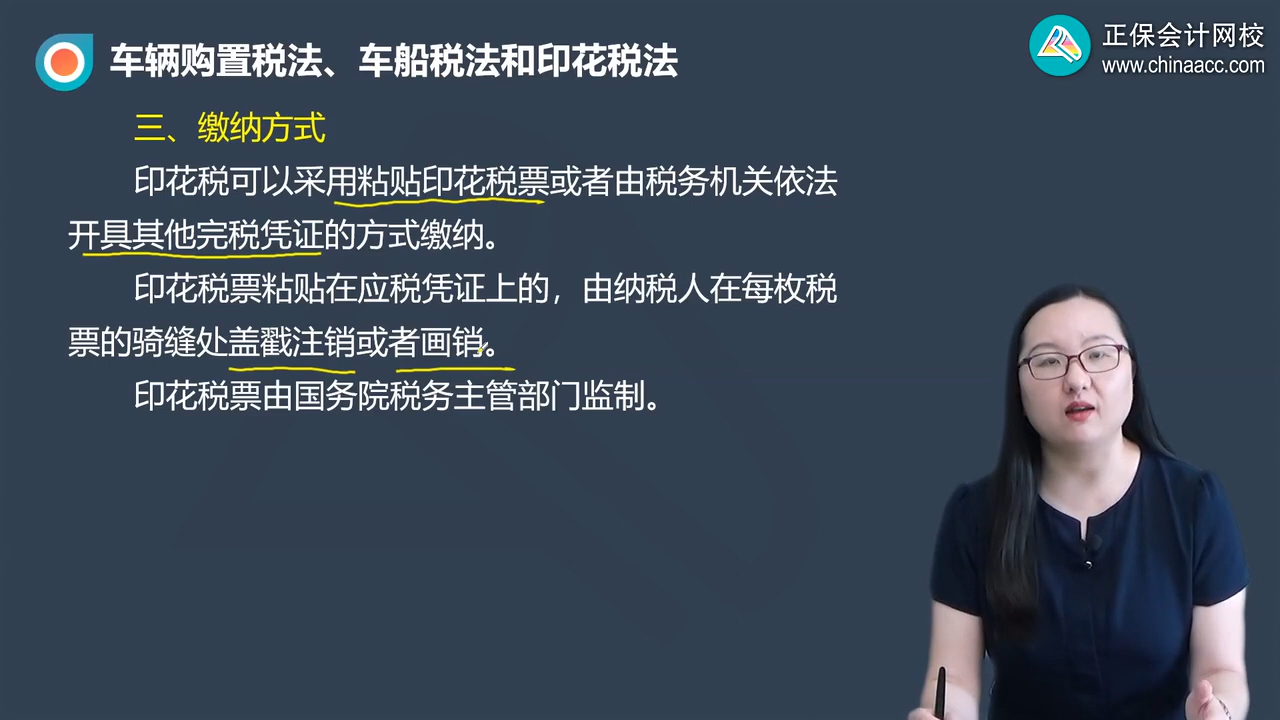 车辆购置税法、车船税法和印花税法
正保会计网校
www.chinaacc.com
三、缴纳方式
印花税可以采用粘贴印花税票或者由税务机关依法
开具其他完税凭证的方式缴纳。
印花税票粘贴在应税凭证上的，由纳税人在每枚税
票的骑缝处盖戳注销或者画销。
印花税票由国务院税务主管部门监制。